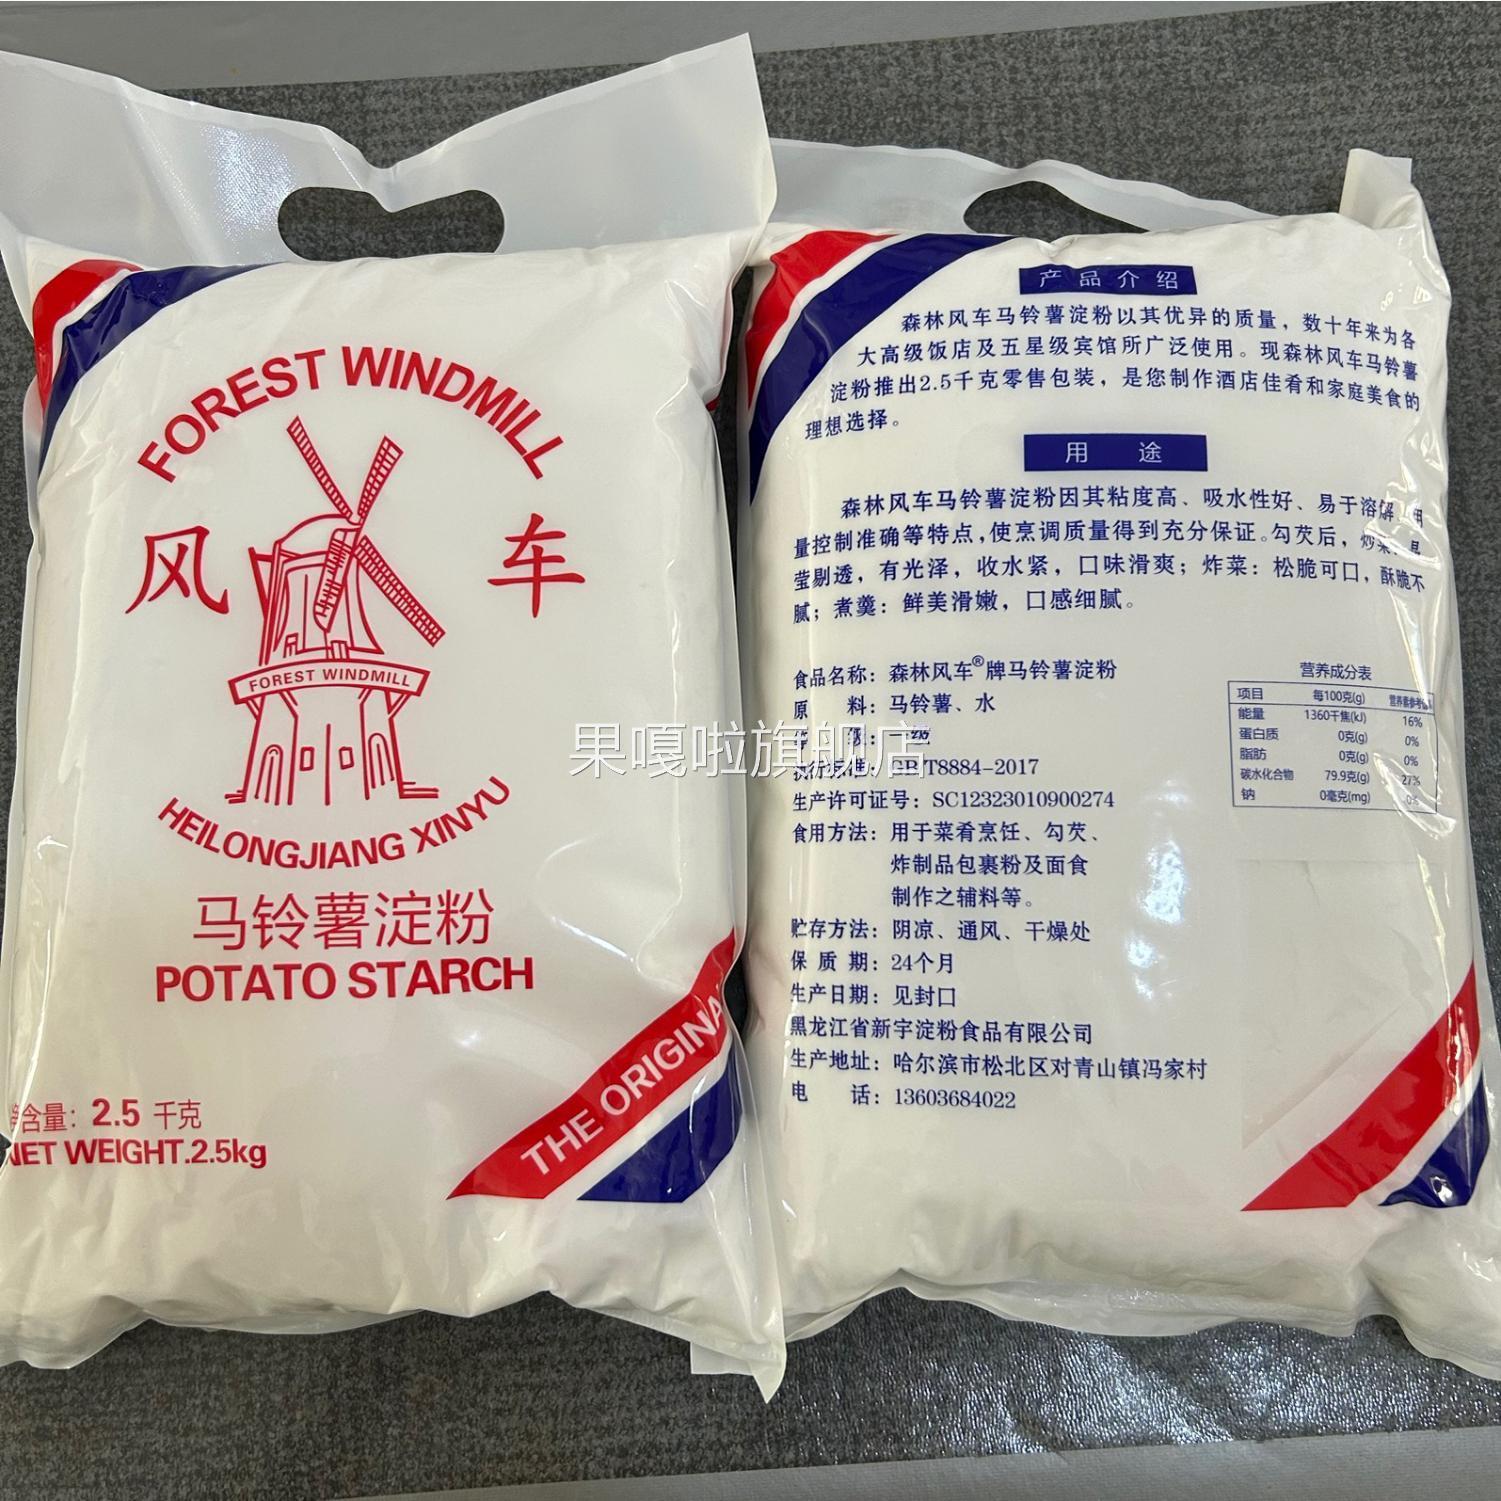 FOREST WINDMILL
风车
FOREST WINDMILL
HEILONGJIANG XINYU
马铃薯淀粉
POTATO STARCH
含量：2.5 千克
NET WEIGHT.2.5kg
THE ORIGINA
产品介绍
森林风车马铃薯淀粉以其优异的质量，数十年来为各
大高级饭店及五星级宾馆所广泛使用。现森林风车马铃薯
淀粉推出2.5千克零售包装，是您制作酒店佳肴和家庭美食的
理想选择。
用途
森林风车马铃薯淀粉因其粘度高、吸水性好、易于溶解
量控制准确等特点，使烹调质量得到充分保证。勾芡后，炒菜
莹剔透，有光泽，收水紧，口味滑爽；炸菜：松脆可口，酥脆不
腻；煮羹：鲜美滑嫩，口感细腻。
食品名称：森林风车®牌马铃薯淀粉
原料：马铃薯、水
级：级
果嘎啦旗舰店
执行标准：GB/T8884-2017
生产许可证号：SC12323010900274
食用方法：用于菜肴烹饪、勾芡、
炸制品包裹粉及面食
制作之辅料等。
贮存方法：阴凉、通风、干燥处
保质期：24个月
生产日期：见封口
黑龙江省新宇淀粉食品有限公司
生产地址：哈尔滨市松北区对青山镇冯家村
电话：13603684022
营养成分表
项目 每100克(g) 营养素参考值%
能量 1360千焦(kJ) 16%
蛋白质 0克(g) 0%
脂肪 0克(g) 0%
碳水化合物 79.9克(g) 27%
钠 0毫克(mg) 0%